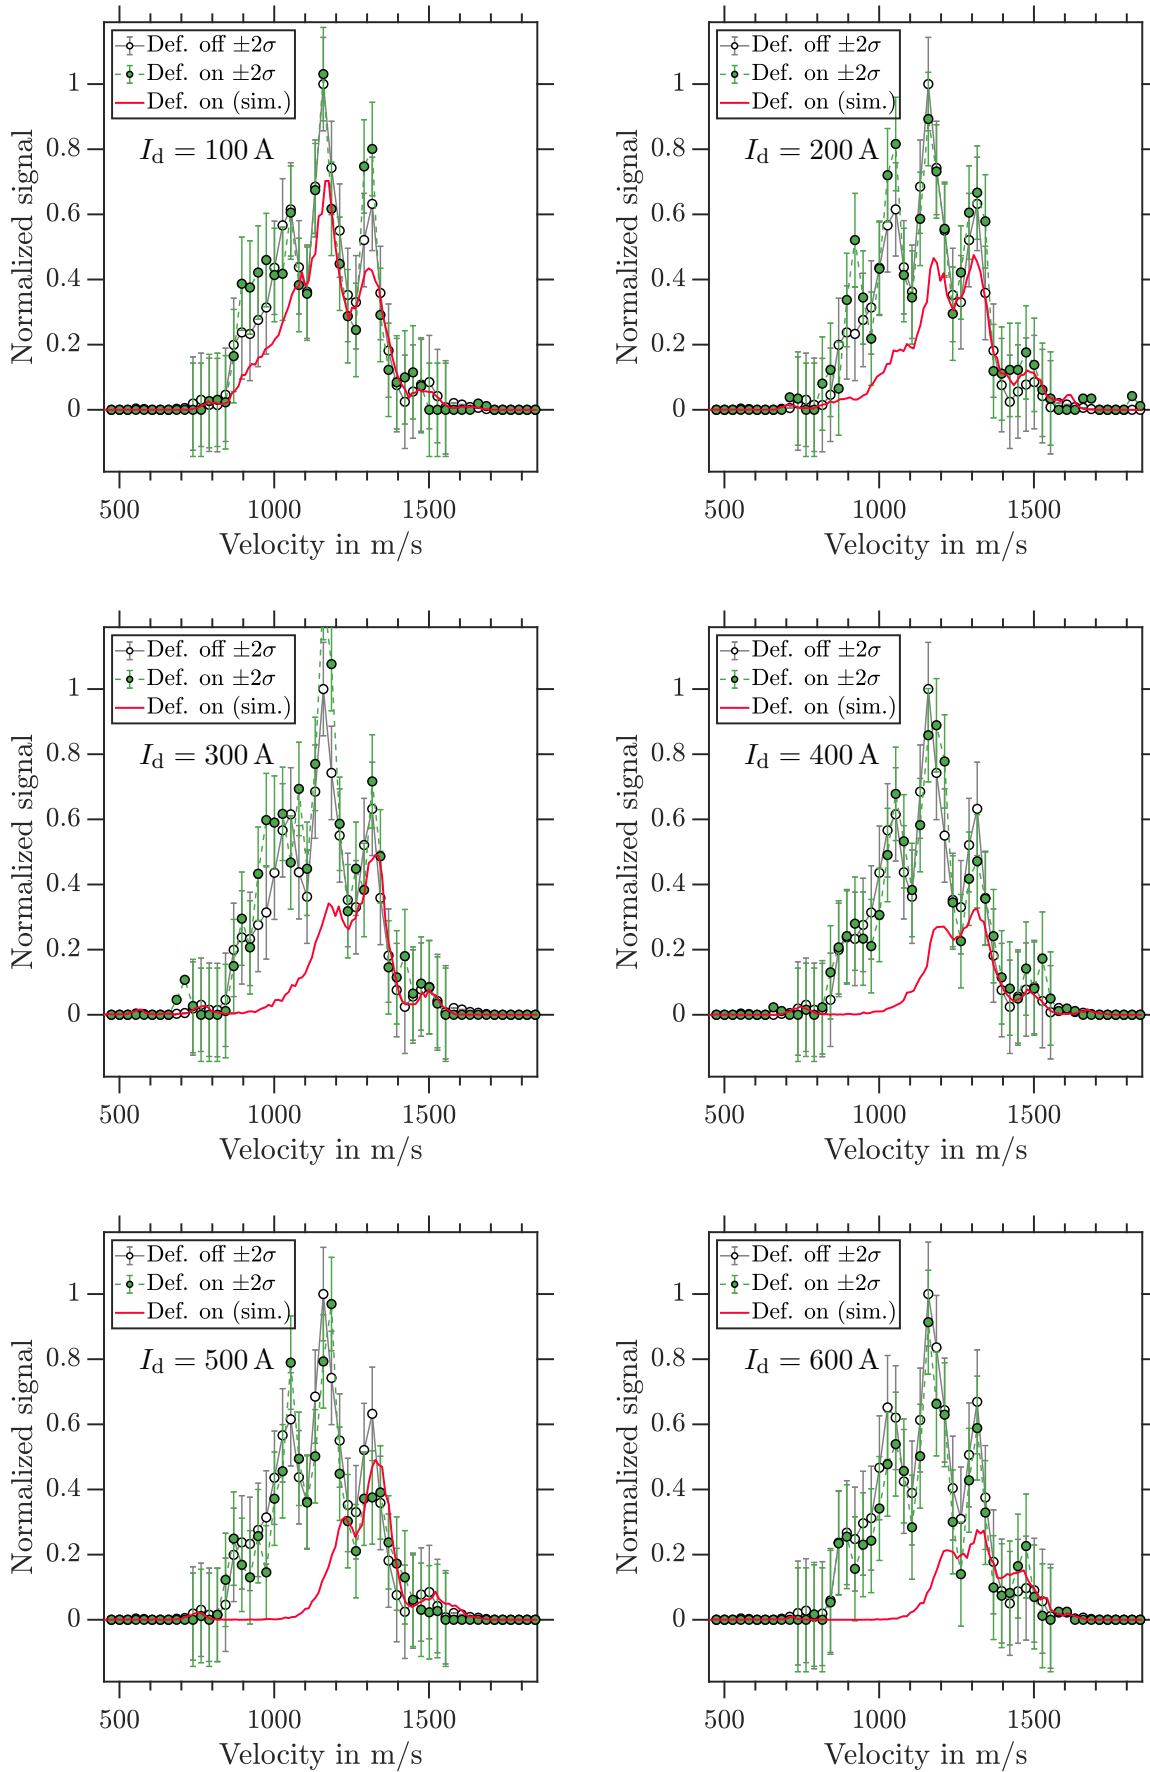 Def. off ±2σ
Def. on ±2σ
Def. on (sim.)
I_d = 100 A
Normalized signal
1
0.8
0.6
0.4
0.2
0
500 1000 1500
Velocity in m/s
Def. off ±2σ
Def. on ±2σ
Def. on (sim.)
I_d = 200 A
Normalized signal
1
0.8
0.6
0.4
0.2
0
500 1000 1500
Velocity in m/s
Def. off ±2σ
Def. on ±2σ
Def. on (sim.)
I_d = 300 A
Normalized signal
1
0.8
0.6
0.4
0.2
0
500 1000 1500
Velocity in m/s
Def. off ±2σ
Def. on ±2σ
Def. on (sim.)
I_d = 400 A
Normalized signal
1
0.8
0.6
0.4
0.2
0
500 1000 1500
Velocity in m/s
Def. off ±2σ
Def. on ±2σ
Def. on (sim.)
I_d = 500 A
Normalized signal
1
0.8
0.6
0.4
0.2
0
500 1000 1500
Velocity in m/s
Def. off ±2σ
Def. on ±2σ
Def. on (sim.)
I_d = 600 A
Normalized signal
1
0.8
0.6
0.4
0.2
0
500 1000 1500
Velocity in m/s